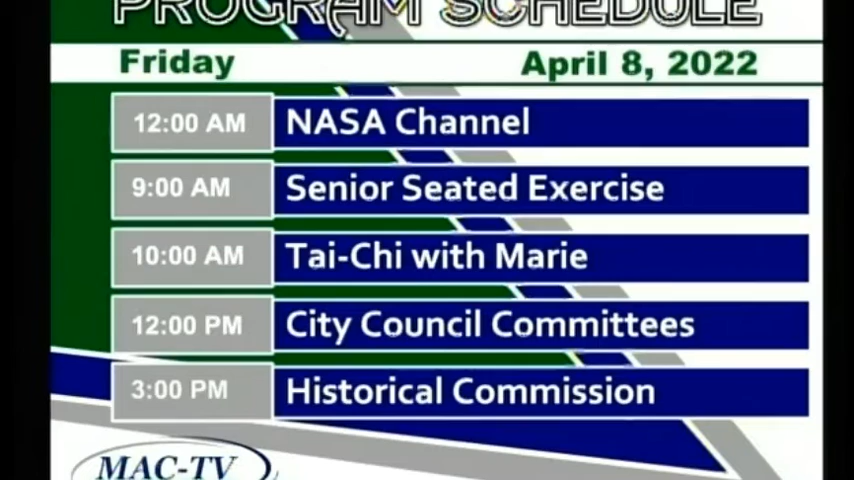 PROGRAM SCHEDULE
Friday April 8, 2022
12:00 AM NASA Channel
9:00 AM Senior Seated Exercise
10:00 AM Tai-Chi with Marie
12:00 PM City Council Committees
3:00 PM Historical Commission
MAC-TV